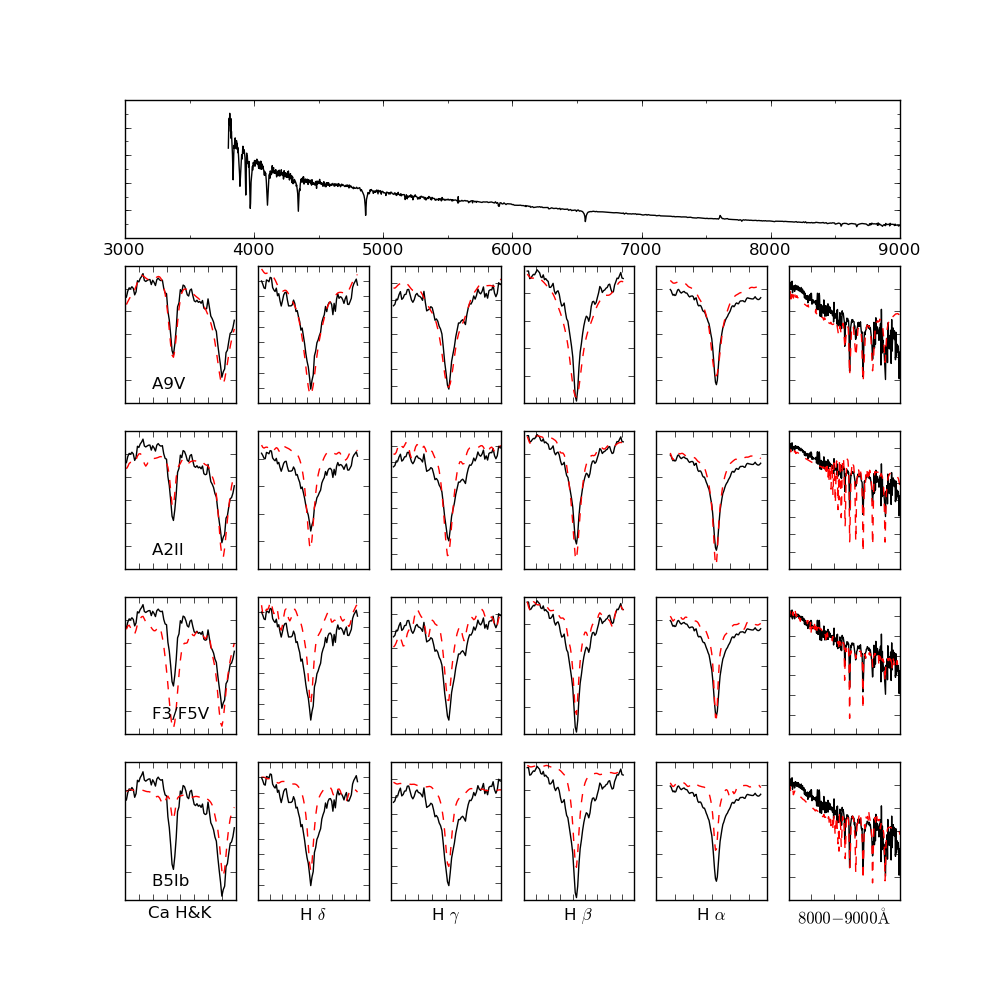 3000 4000 5000 6000 7000 8000 9000
A9V
A2II
F3/F5V
B5Ib
Ca H&K H δ H γ H β H α 8000−9000Å